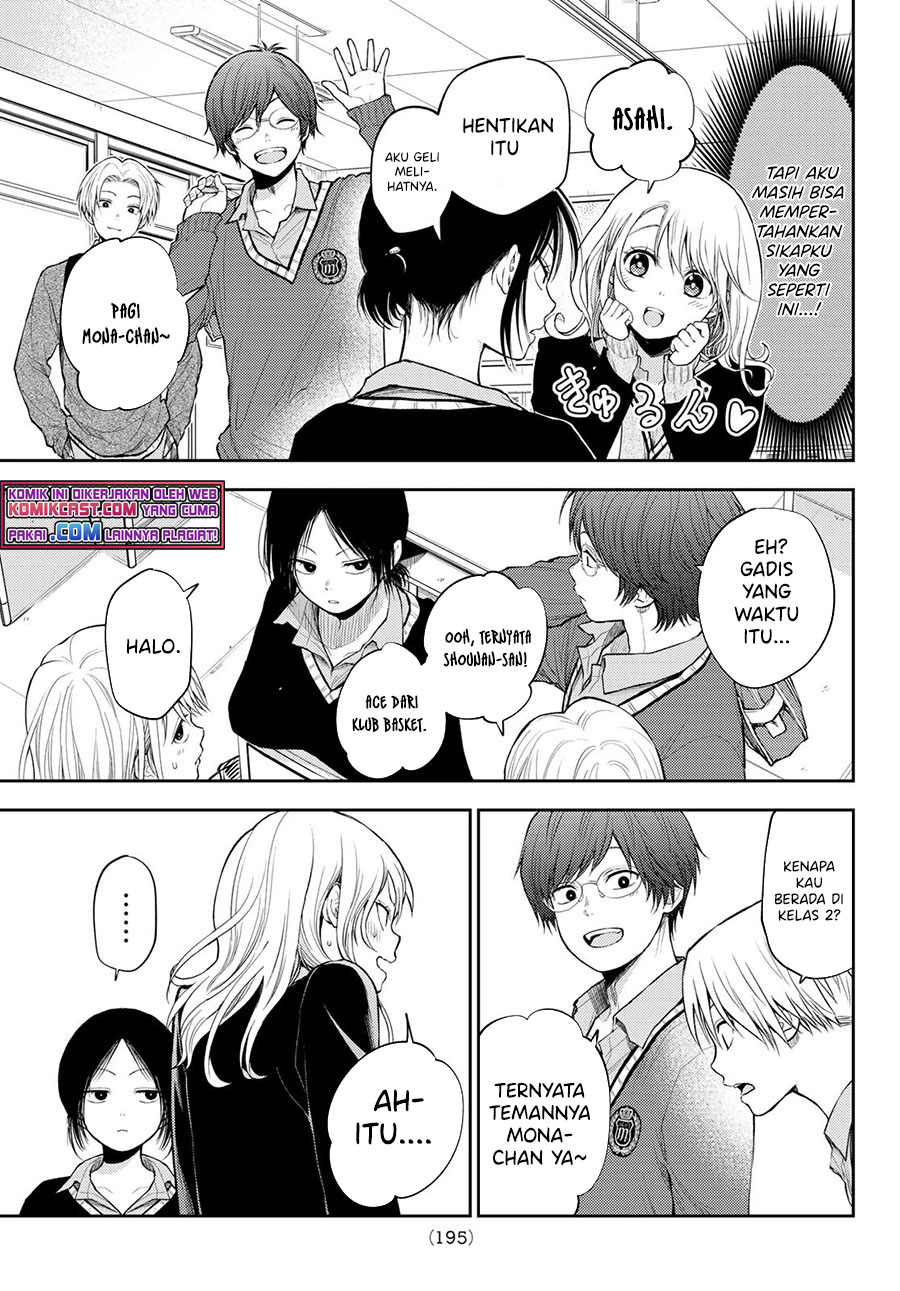 TAPI AKU
MASIH BISA
MEMPER-
TAHANKAN
SIKAPKU
YANG
SEPERTI
INI...!
ASAHI.
きゅるん♡
HENTIKAN
ITU
AKU GELI
MELI-
HATNYA.
PAGI
MONA-CHAN~
KOMIK INI DIKERJAKAN OLEH WEB
KOMIKCAST.COM YANG CUMA
PAKAI .COM LAINNYA PLAGIAT!
EH?
GADIS
YANG
WAKTU
ITU...
OOH, TERNYATA
SHOUNAN-SAN!
ACE DARI
KLUB BASKET.
HALO.
KENAPA
KAU
BERADA DI
KELAS 2?
TERNYATA
TEMANNYA
MONA-
CHAN YA~
AH-
ITU....
......
(195)